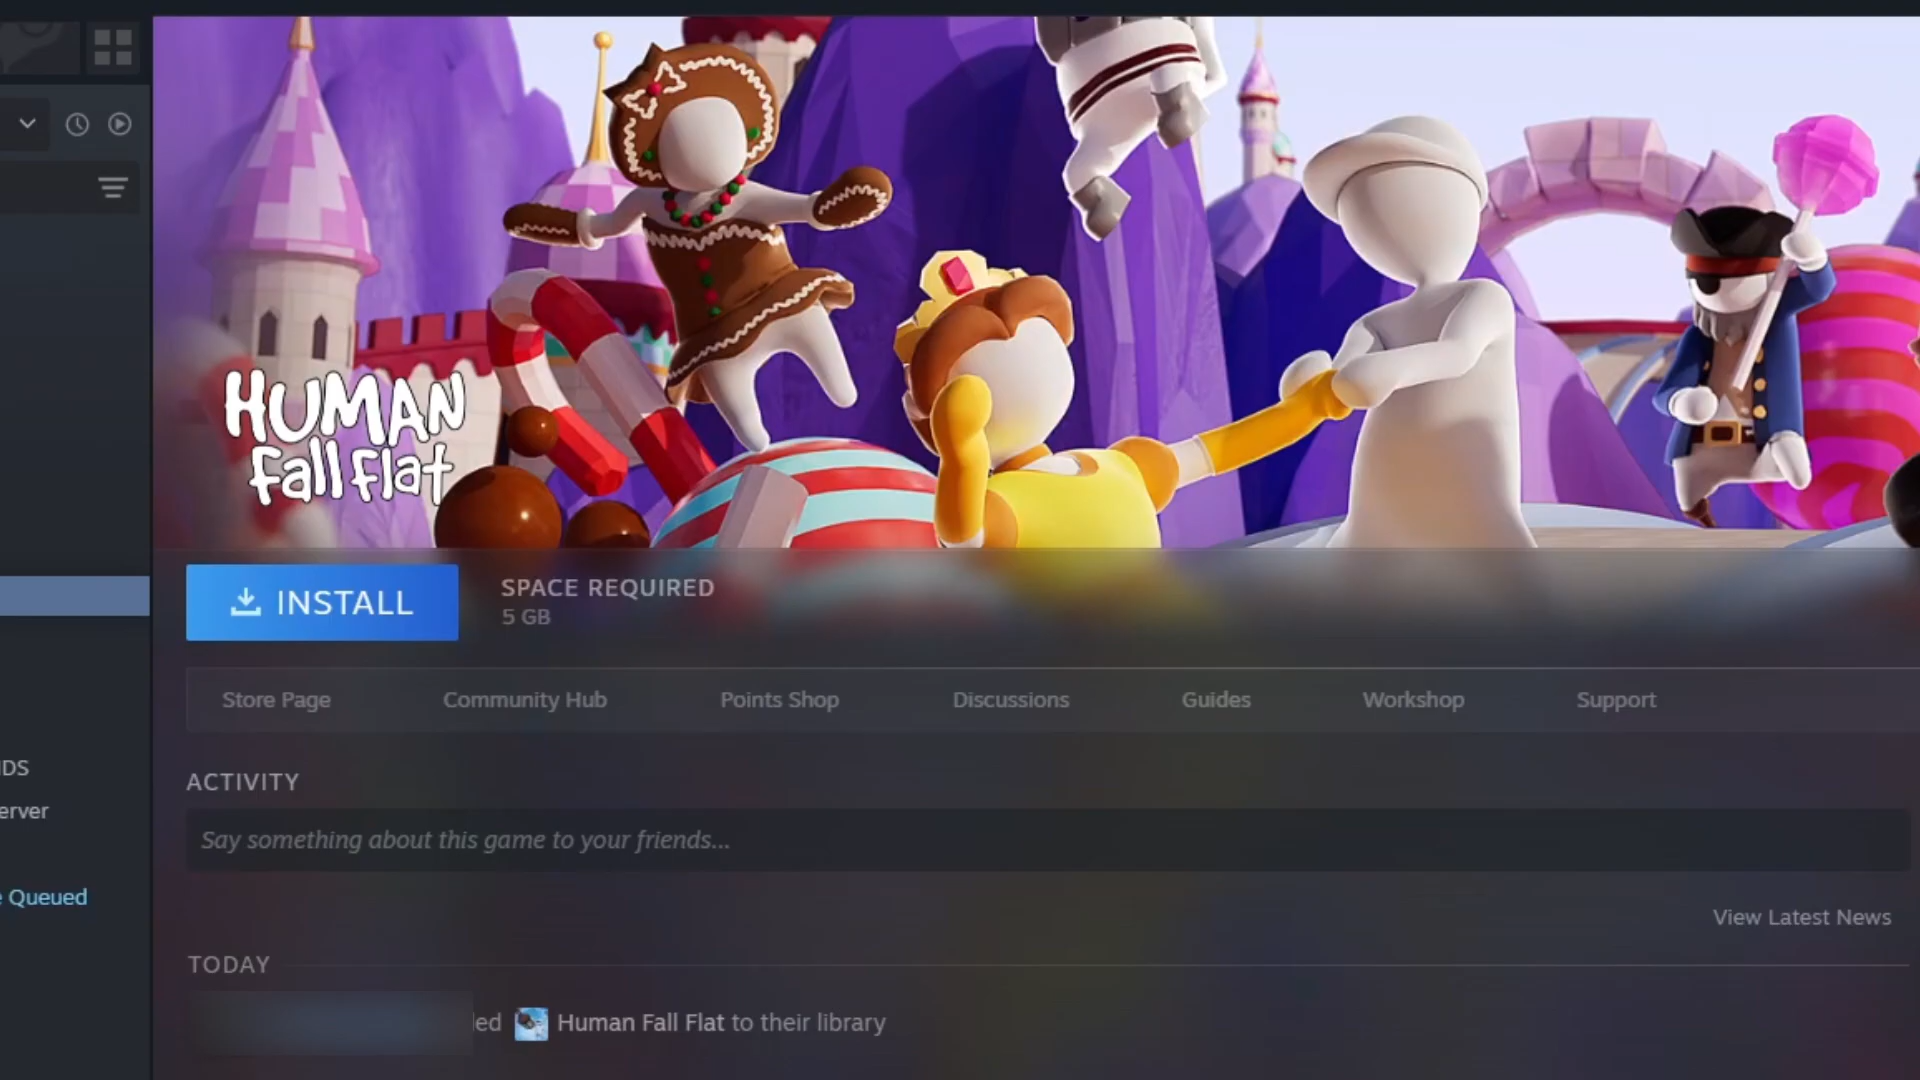 HUMAN
fall flat
INSTALL
SPACE REQUIRED
5 GB
Store Page
Community Hub
Points Shop
Discussions
Guides
Workshop
Support
IDS
erver
ACTIVITY
Say something about this game to your friends...
Queued
View Latest News
TODAY
ed Human Fall Flat to their library